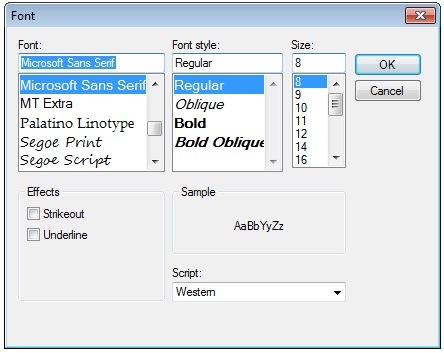 Font
Font:
Microsoft Sans Serif
Microsoft Sans Serif
MT Extra
Palatino Linotype
Segoe Print
Segoe Script
Font style:
Regular
Regular
Oblique
Bold
Bold Oblique
Size:
8
8
9
10
11
12
14
16
OK
Cancel
Effects
Strikeout
Underline
Sample
AaBbYyZz
Script:
Western